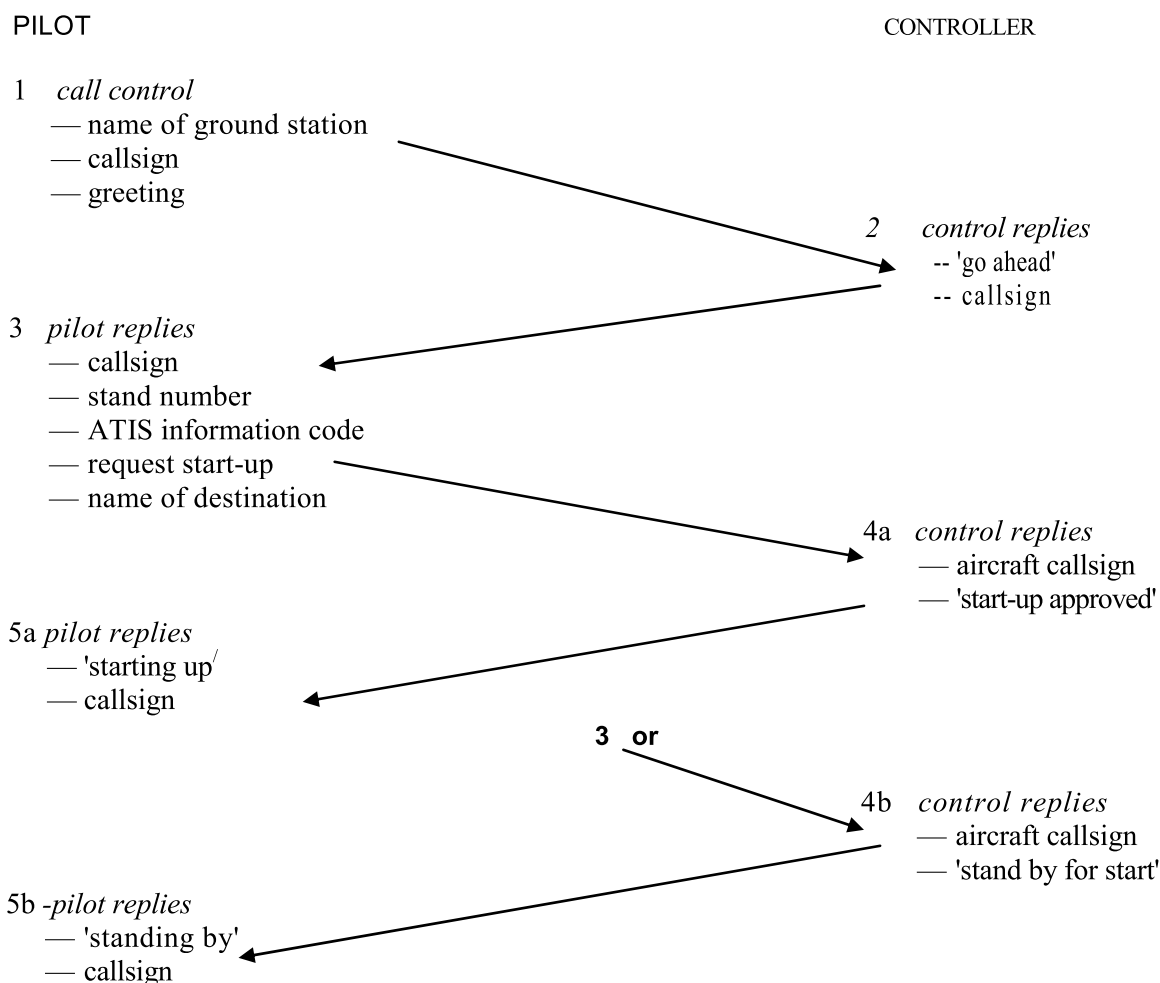 PILOT
CONTROLLER
1 call control
— name of ground station
— callsign
— greeting
2 control replies
-- 'go ahead'
-- callsign
3 pilot replies
— callsign
— stand number
— ATIS information code
— request start-up
— name of destination
4a control replies
— aircraft callsign
— 'start-up approved'
5a pilot replies
— 'starting up/
— callsign
3 or
4b control replies
— aircraft callsign
— 'stand by for start'
5b -pilot replies
— 'standing by'
— callsign